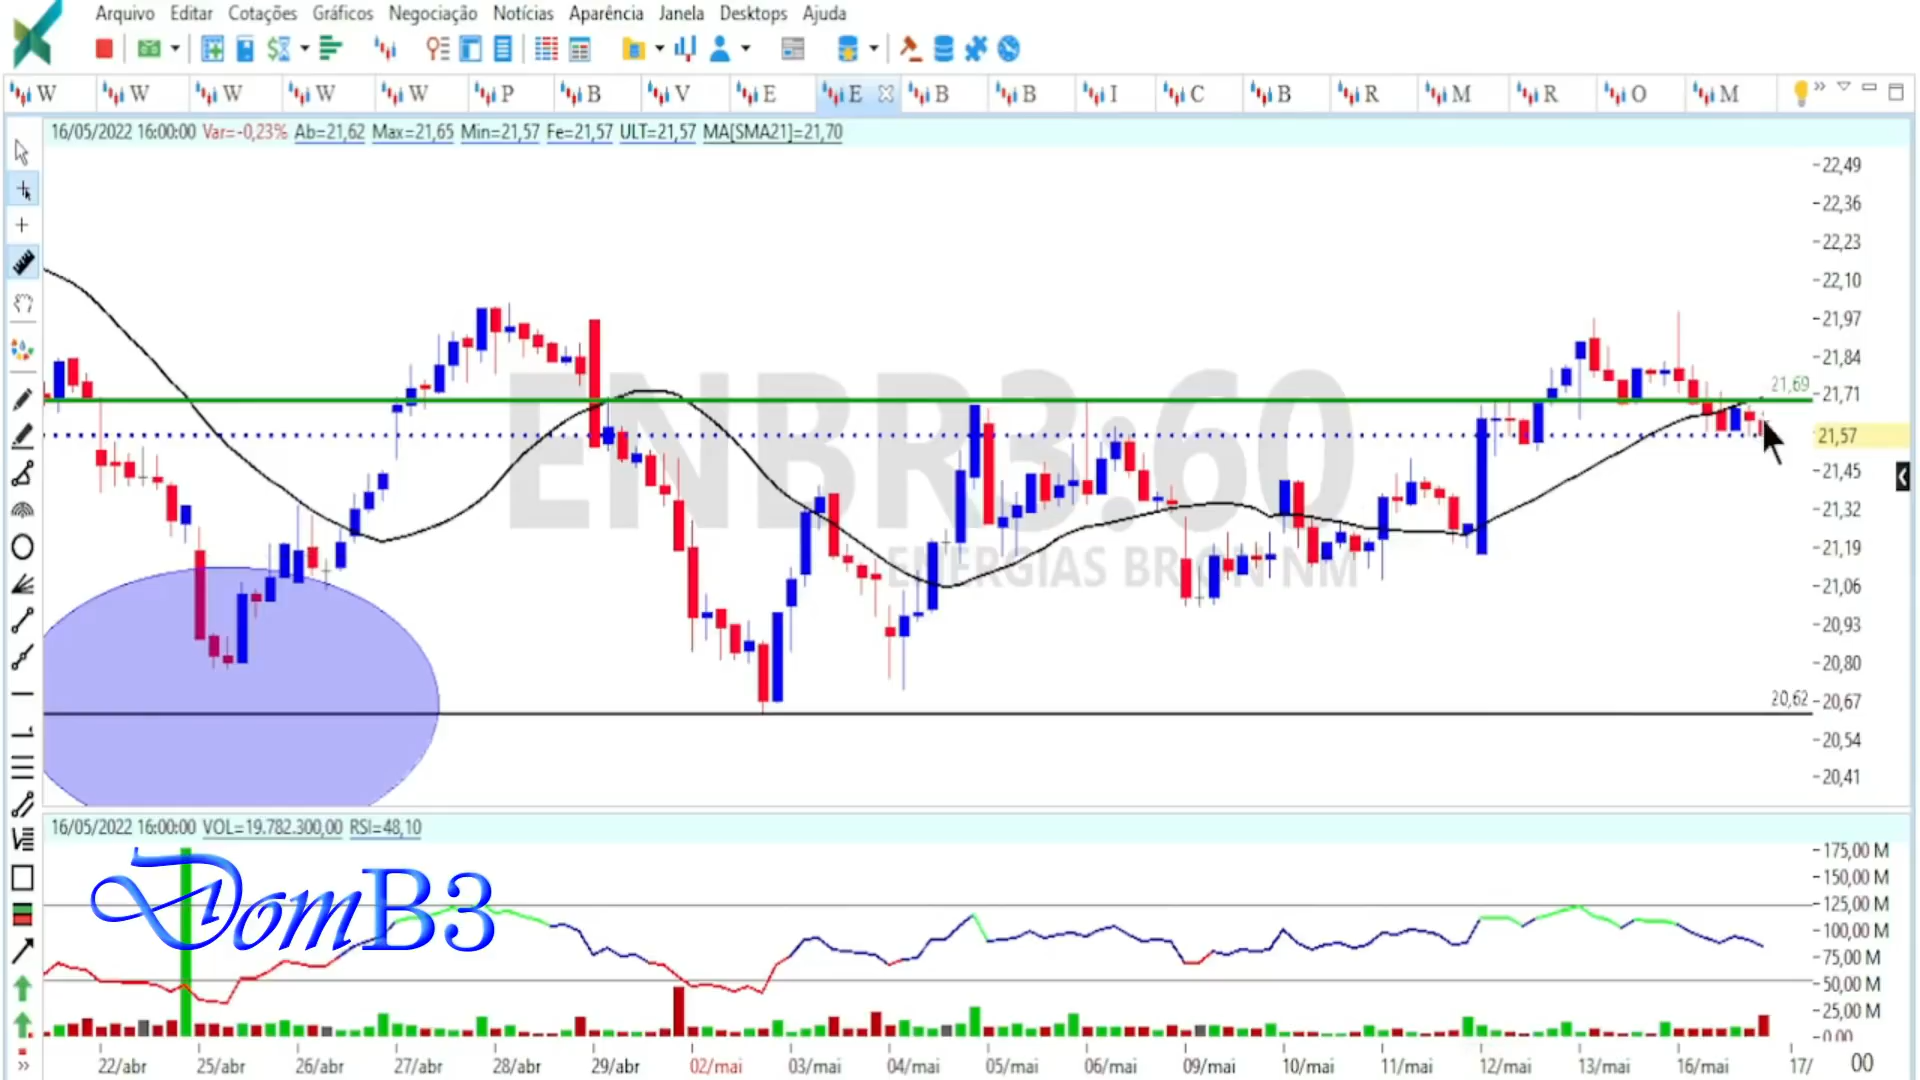 Arquivo Editar Cotações Gráficos Negociação Notícias Aparência Janela Desktops Ajuda
W W W W W P B V E E B B I C B R M R O M
16/05/2022 16:00:00 Var=-0,23% Ab=21,62 Max=21,65 Min=21,57 Fe=21,57 ULT=21,57 MA[SMA21]=21,70
22,49
22,36
22,23
22,10
21,97
21,84
21,69
21,71
21,57
21,45
21,32
21,19
21,06
20,93
20,80
20,62
20,67
20,54
20,41
ENBR3:60
ENERGIAS BR ON NM
16/05/2022 16:00:00 VOL=19.782.300,00 RSI=48,10
DomB3
175,00 M
150,00 M
125,00 M
100,00 M
75,00 M
50,00 M
25,00 M
0,00
22/abr 25/abr 26/abr 27/abr 28/abr 29/abr 02/mai 03/mai 04/mai 05/mai 06/mai 09/mai 10/mai 11/mai 12/mai 13/mai 16/mai 17/ 00